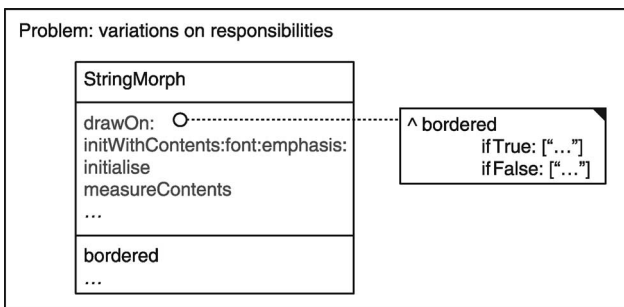 Problem: variations on responsibilities
StringMorph
drawOn:
initWithContents:font:emphasis:
initialise
measureContents
...
bordered
...
^ bordered
ifTrue: [“...”]
ifFalse: [“...”]